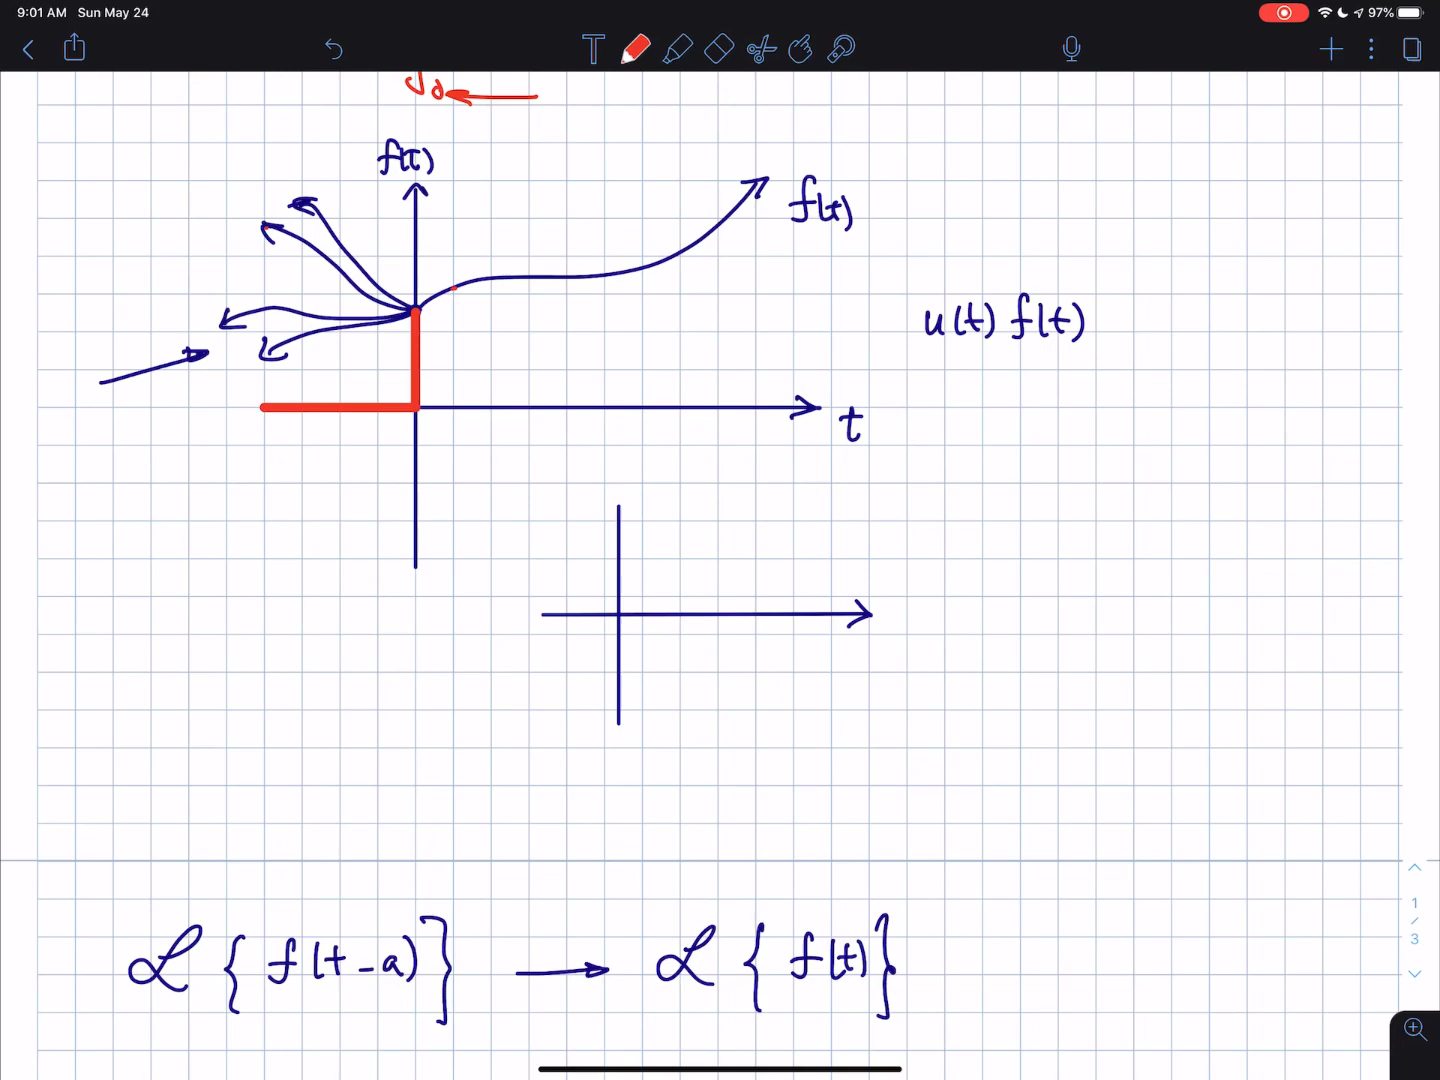 9:01 AM Sun May 24
97%
f(t)
f(t)
u(t) f(t)
t
1
/
3
ℒ { f(t-a) } → ℒ { f(t) }